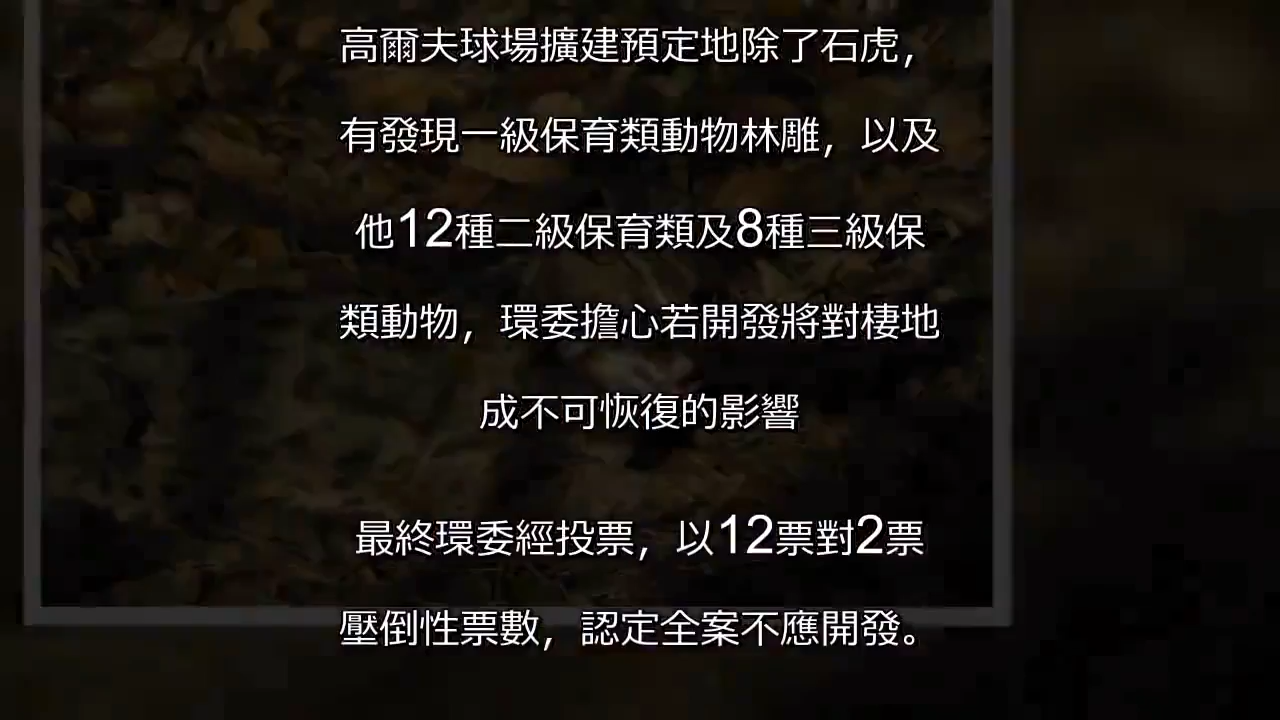 高爾夫球場擴建預定地除了石虎，
有發現一級保育類動物林雕，以及
他12種二級保育類及8種三級保
類動物，環委擔心若開發將對棲地
成不可恢復的影響
最終環委經投票，以12票對2票
壓倒性票數，認定全案不應開發。